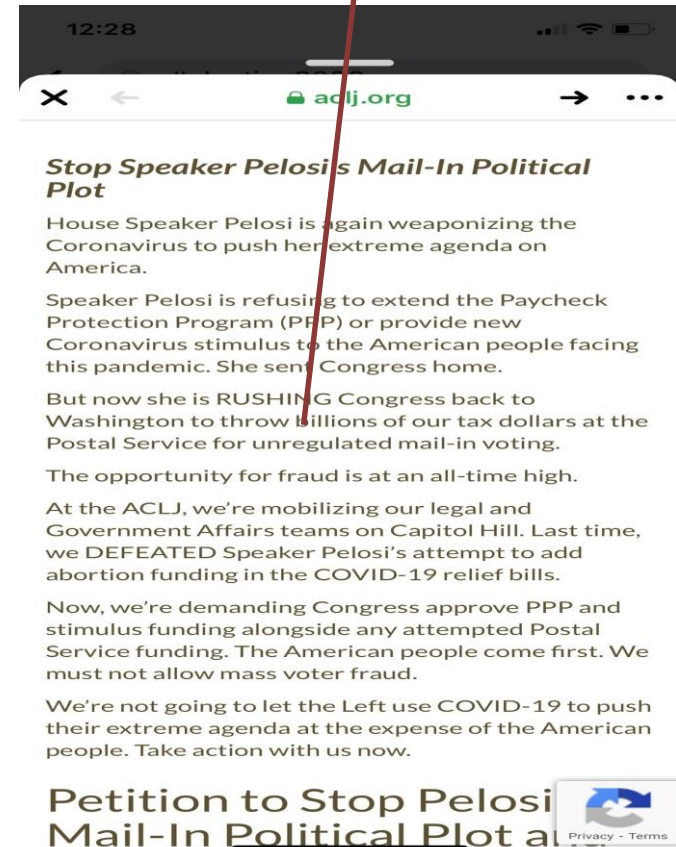 12:28
aclj.org
Stop Speaker Pelosi's Mail-In Political
Plot
House Speaker Pelosi is again weaponizing the
Coronavirus to push her extreme agenda on
America.
Speaker Pelosi is refusing to extend the Paycheck
Protection Program (PPP) or provide new
Coronavirus stimulus to the American people facing
this pandemic. She sent Congress home.
But now she is RUSHING Congress back to
Washington to throw billions of our tax dollars at the
Postal Service for unregulated mail-in voting.
The opportunity for fraud is at an all-time high.
At the ACLJ, we're mobilizing our legal and
Government Affairs teams on Capitol Hill. Last time,
we DEFEATED Speaker Pelosi's attempt to add
abortion funding in the COVID-19 relief bills.
Now, we're demanding Congress approve PPP and
stimulus funding alongside any attempted Postal
Service funding. The American people come first. We
must not allow mass voter fraud.
We're not going to let the Left use COVID-19 to push
their extreme agenda at the expense of the American
people. Take action with us now.
Petition to Stop Pelosi
Mail-In Political Plot
Privacy - Terms